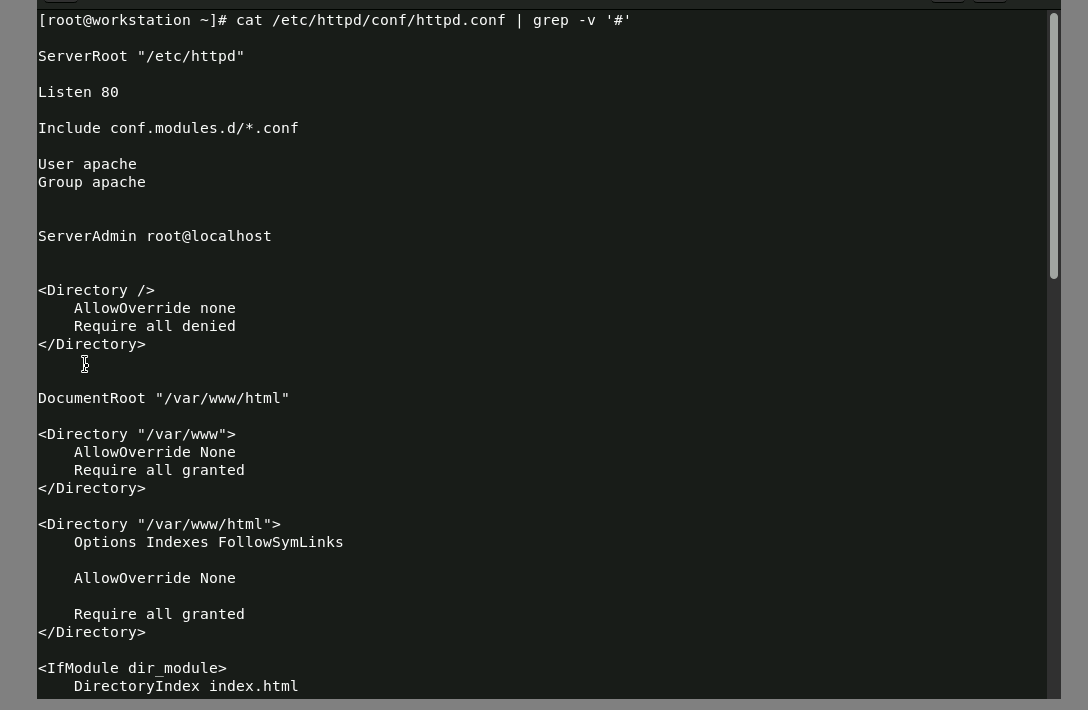 [root@workstation ~]# cat /etc/httpd/conf/httpd.conf | grep -v '#'
ServerRoot "/etc/httpd"
Listen 80
Include conf.modules.d/*.conf
User apache
Group apache
ServerAdmin root@localhost
<Directory />
    AllowOverride none
    Require all denied
</Directory>
DocumentRoot "/var/www/html"
<Directory "/var/www">
    AllowOverride None
    Require all granted
</Directory>
<Directory "/var/www/html">
    Options Indexes FollowSymLinks
    AllowOverride None
    Require all granted
</Directory>
<IfModule dir_module>
    DirectoryIndex index.html